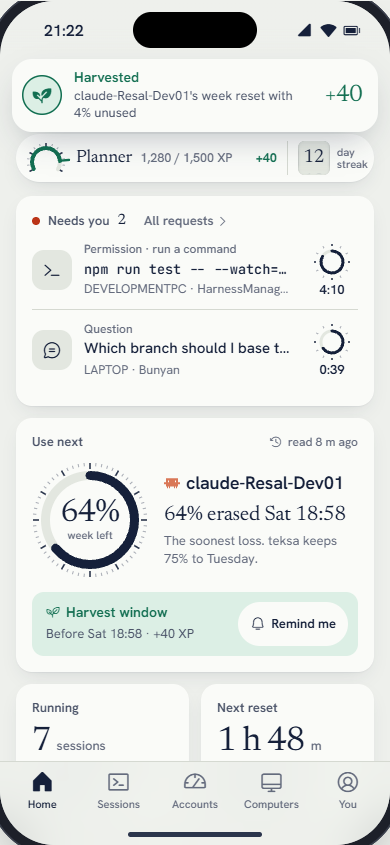 21:22
Harvested
claude-Resal-Dev01's week reset with
4% unused
+40
Planner 1,280 / 1,500 XP +40 12 day
streak
Needs you 2 All requests
Permission · run a command
npm run test -- --watch=…
DEVELOPMENTPC · HarnessManag…
4:10
Question
Which branch should I base t…
LAPTOP · Bunyan
0:39
Use next
read 8 m ago
64%
week left
claude-Resal-Dev01
64% erased Sat 18:58
The soonest loss. teksa keeps
75% to Tuesday.
Harvest window
Before Sat 18:58 · +40 XP
Remind me
Running
7 sessions
Next reset
1 h 48 m
Home
Sessions
Accounts
Computers
You